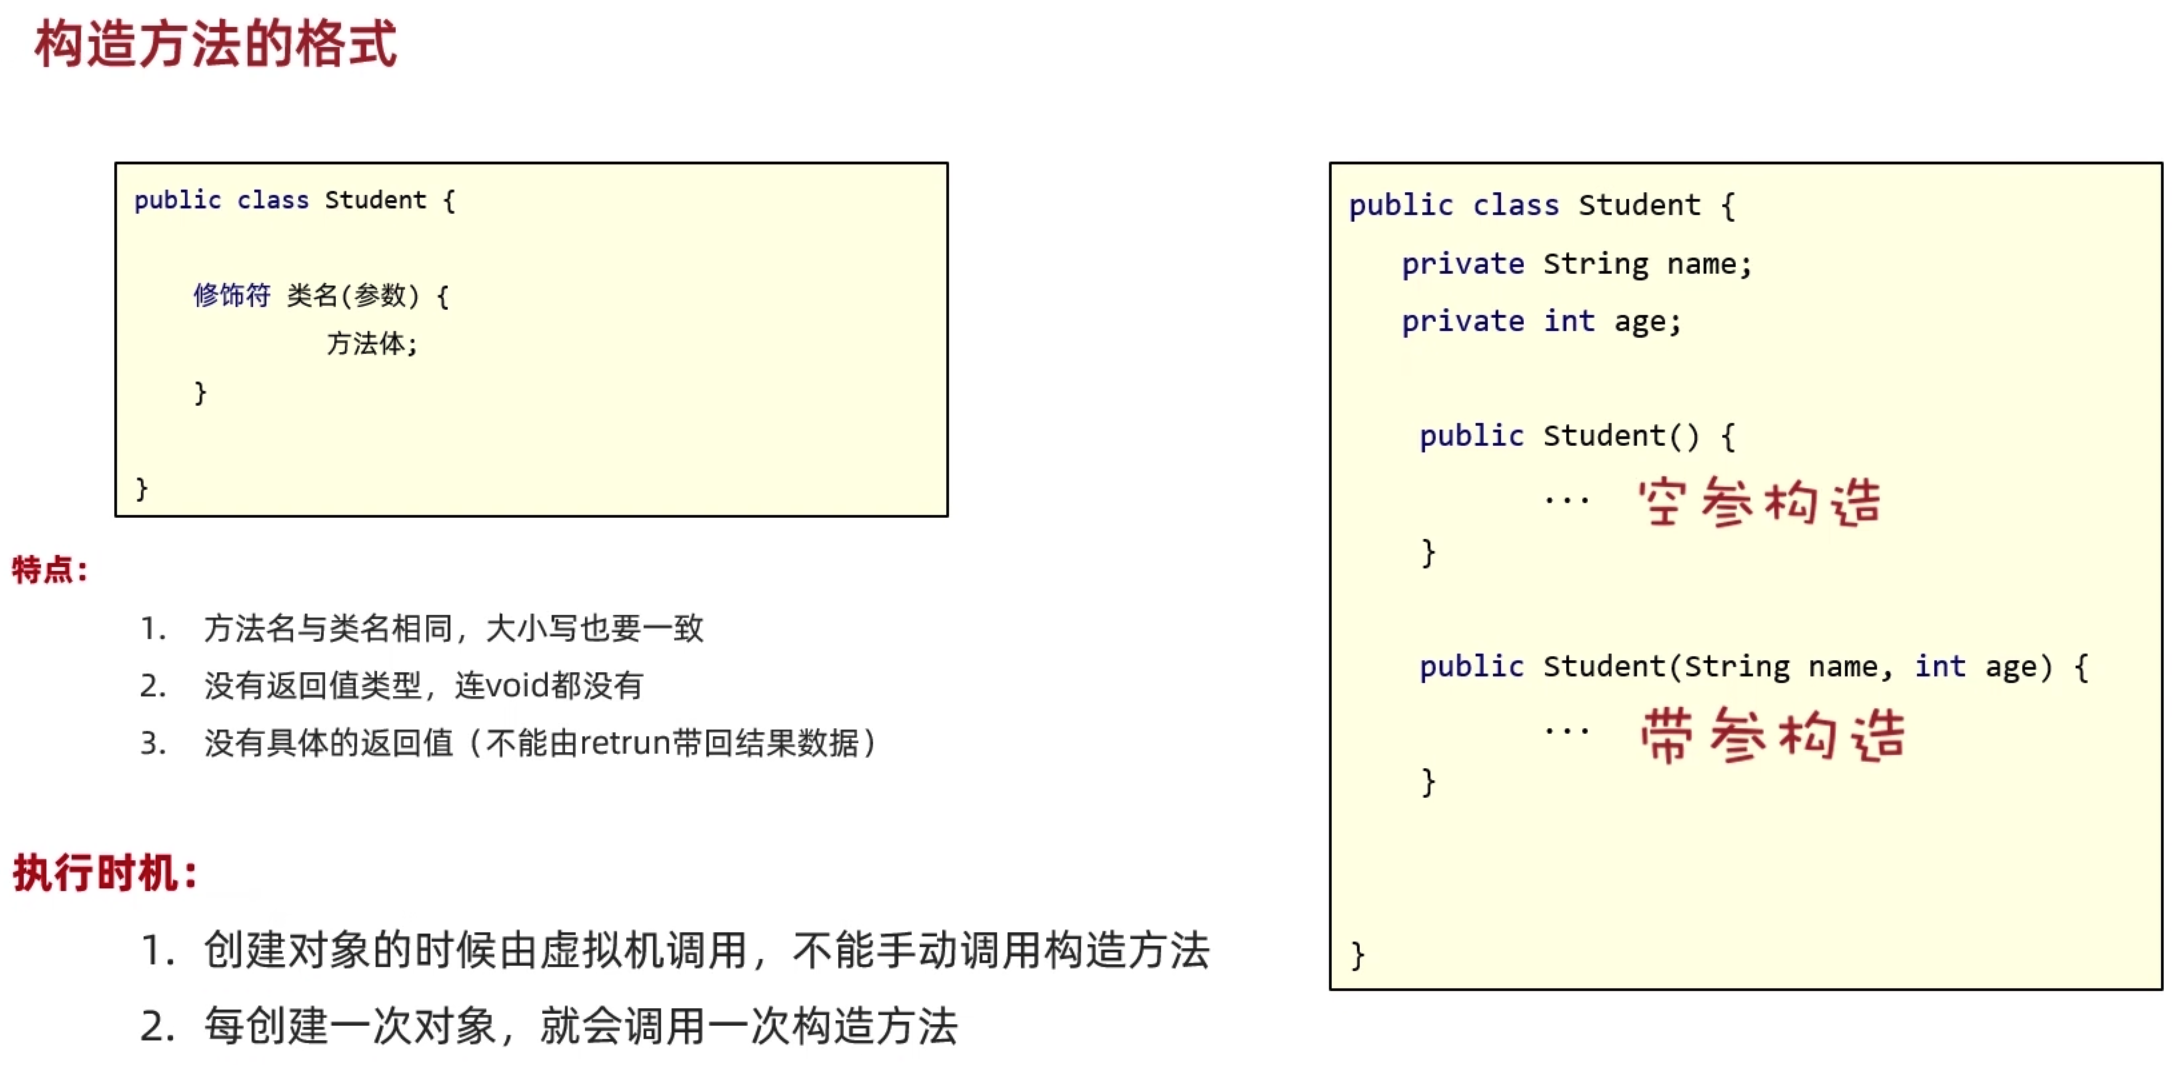 构造方法的格式
public class Student {
修饰符 类名(参数) {
方法体;
}
}
特点：
1. 方法名与类名相同，大小写也要一致
2. 没有返回值类型，连void都没有
3. 没有具体的返回值（不能由retrun带回结果数据）
执行时机：
1. 创建对象的时候由虚拟机调用，不能手动调用构造方法
2. 每创建一次对象，就会调用一次构造方法
public class Student {
private String name;
private int age;
public Student() {
... 空参构造
}
public Student(String name, int age) {
... 带参构造
}
}